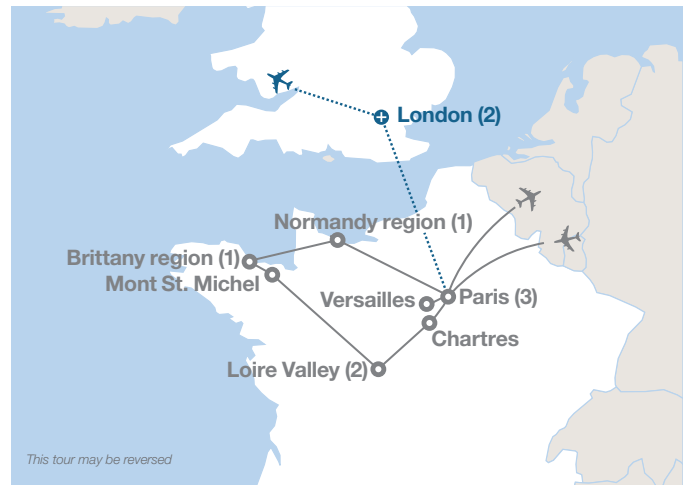 London (2)
Normandy region (1)
Brittany region (1)
Mont St. Michel
Versailles
Paris (3)
Chartres
Loire Valley (2)
This tour may be reversed